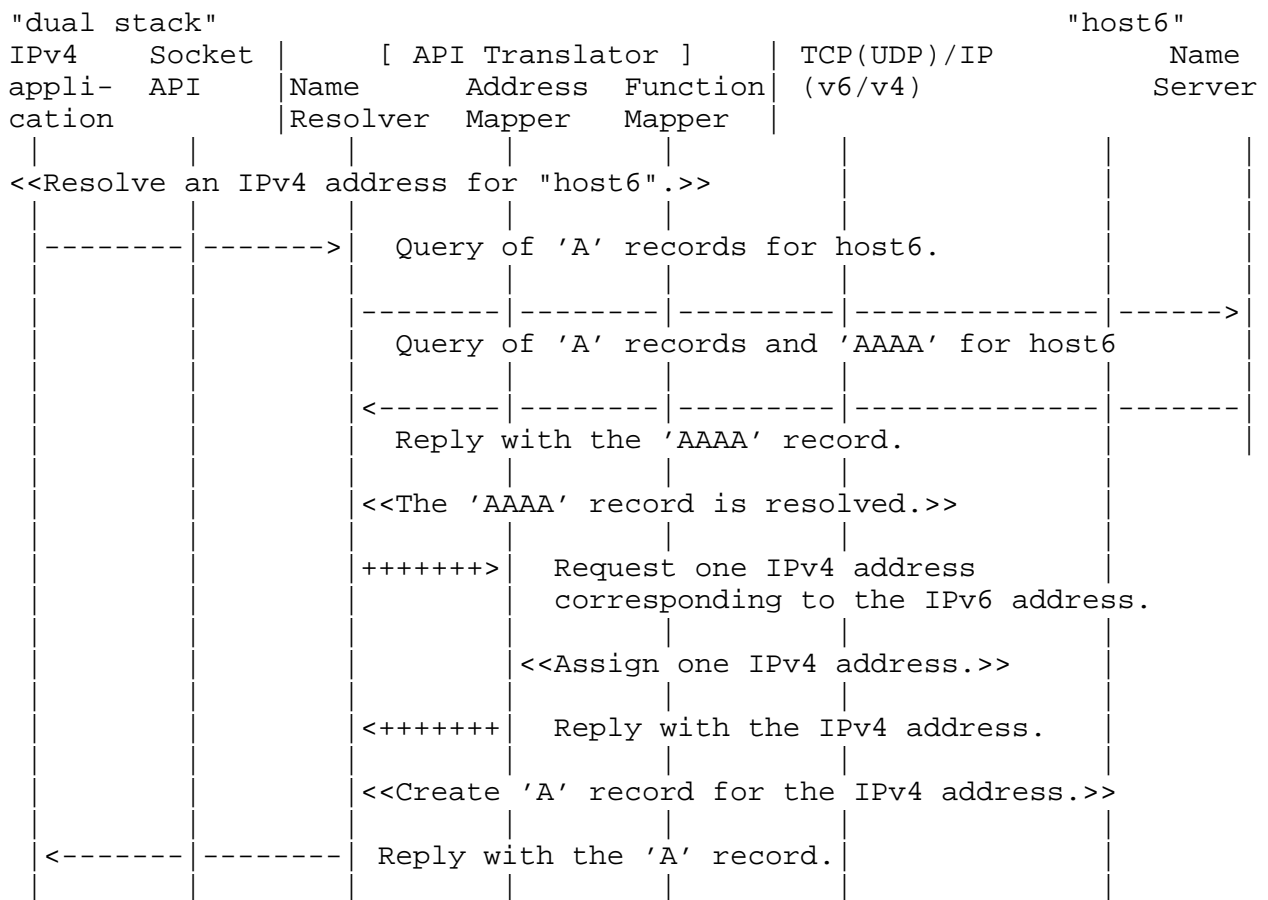 "dual stack" "host6"
IPv4 Socket | [ API Translator ] | TCP(UDP)/IP Name
appli- API |Name Address Function| (v6/v4) Server
cation |Resolver Mapper Mapper |
<<Resolve an IPv4 address for "host6".>>
Query of 'A' records for host6.
Query of 'A' records and 'AAAA' for host6
Reply with the 'AAAA' record.
<<The 'AAAA' record is resolved.>>
+++++++> Request one IPv4 address
corresponding to the IPv6 address.
<<Assign one IPv4 address.>>
<+++++++ Reply with the IPv4 address.
<<Create 'A' record for the IPv4 address.>>
Reply with the 'A' record.